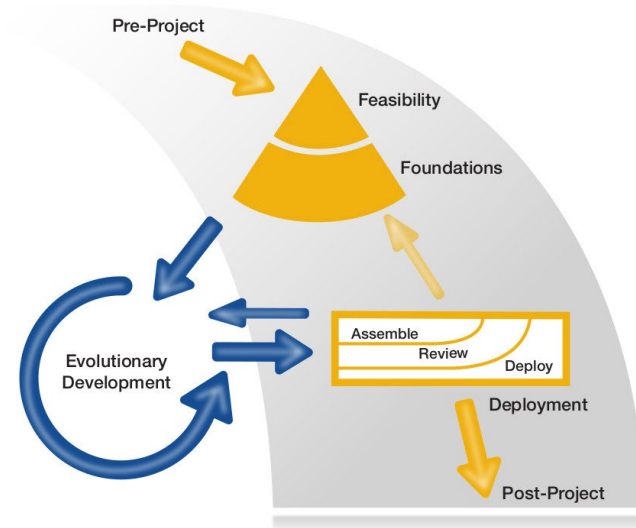 Pre-Project
Feasibility
Foundations
Evolutionary
Development
Assemble
Review
Deploy
Deployment
Post-Project